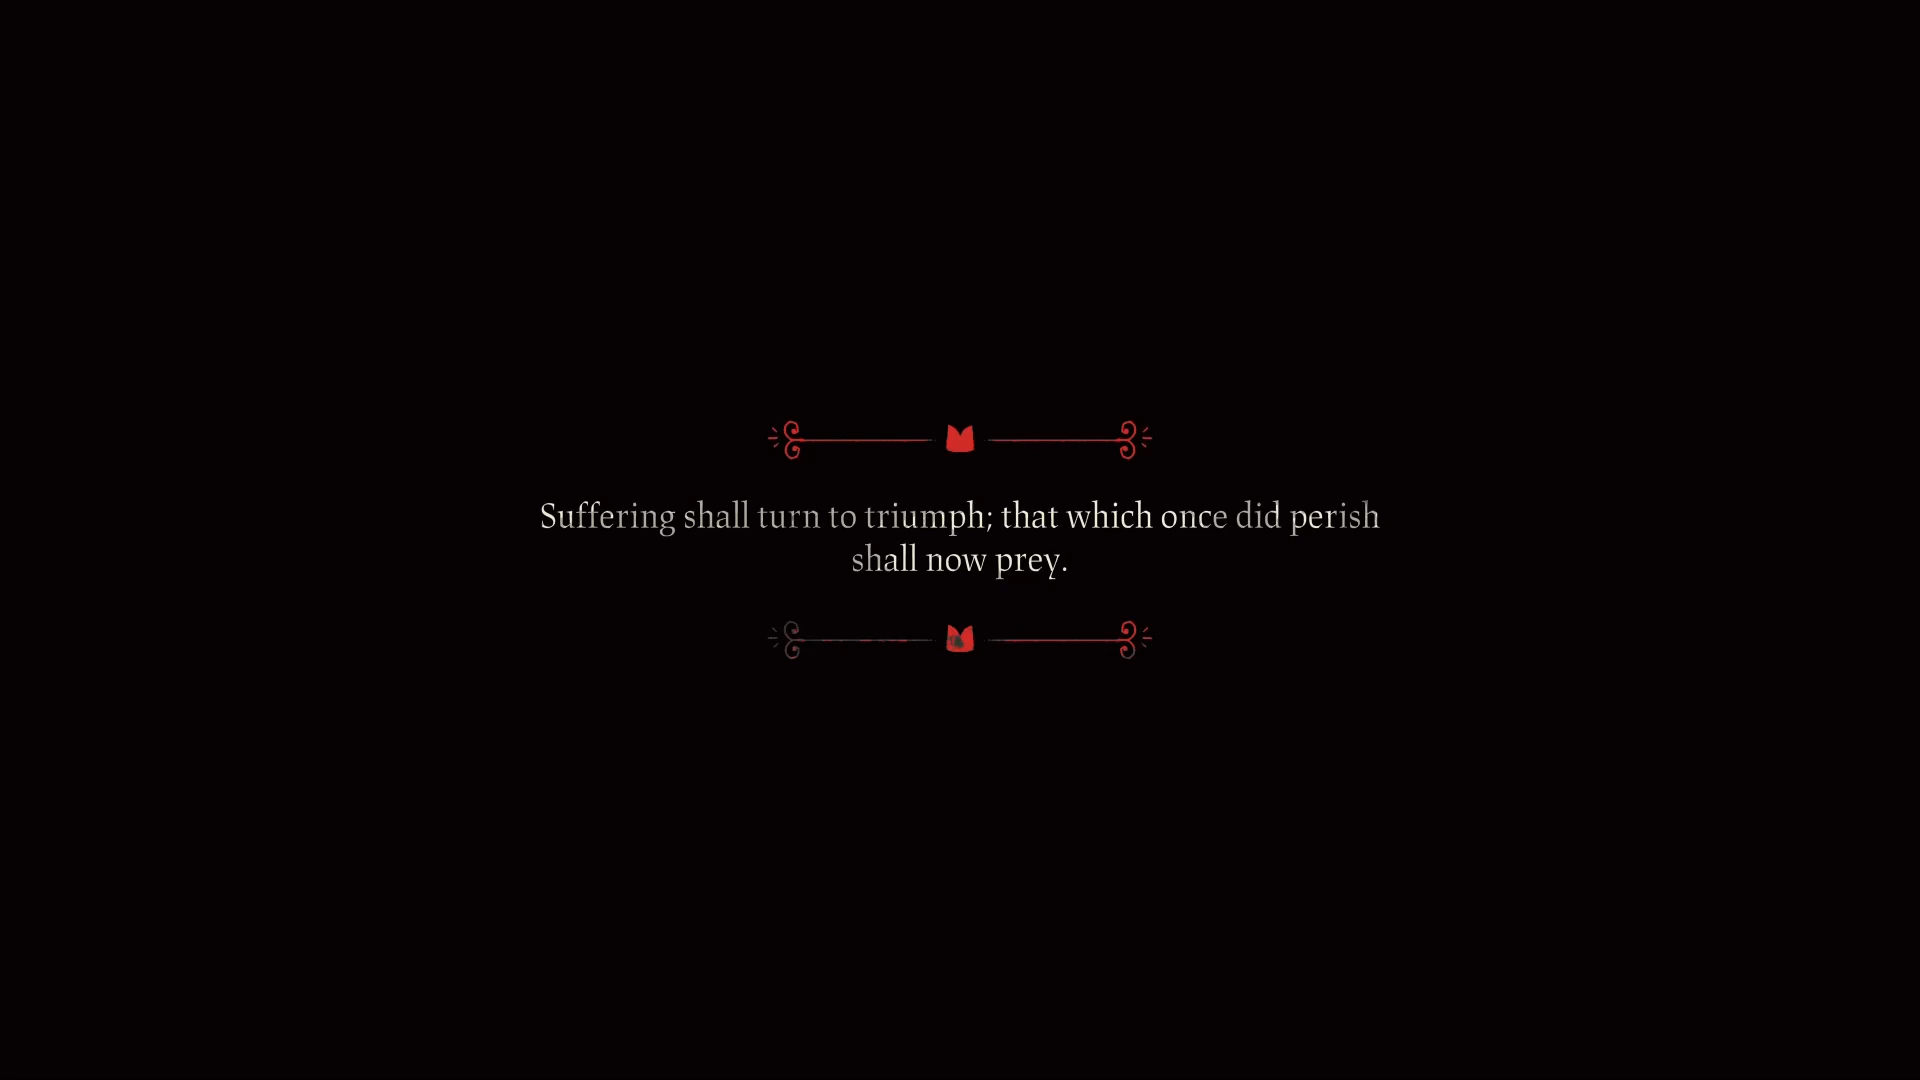 Suffering shall turn to triumph; that which once did perish
shall now prey.